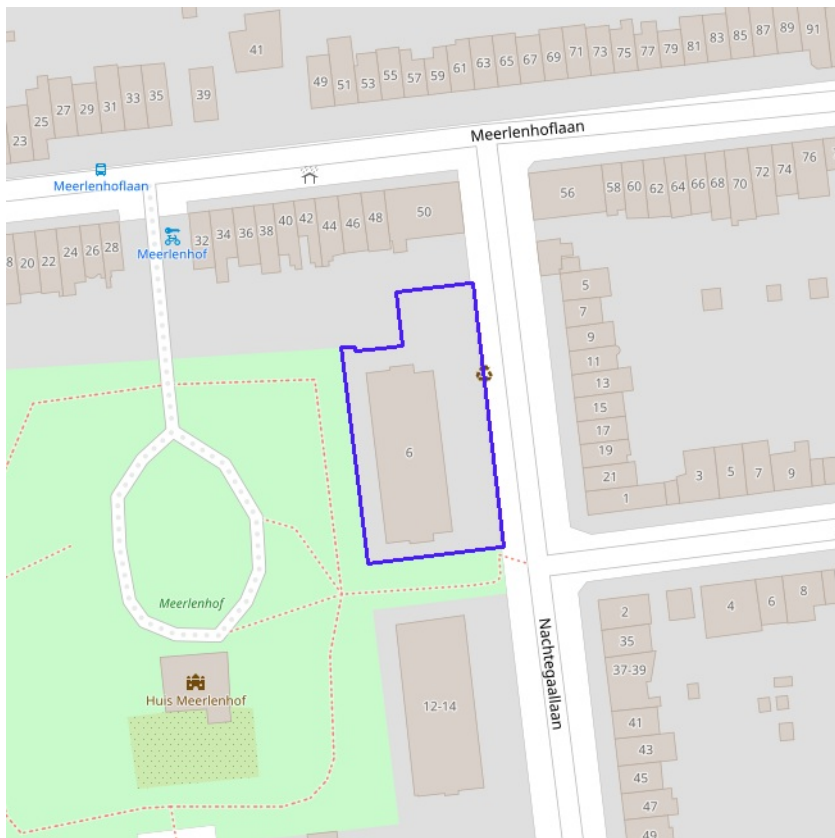 41
49 51 53 55 57 59 61 63 65 67 69 71 73 75 77 79 81 83 85 87 89 91
23 25 27 29 31 33 35 39
Meerlenhoflaan
Meerlenhoflaan
56 58 60 62 64 66 68 70 72 74 76
32 34 36 38 40 42 44 46 48 50
Meerlenhof
8 20 22 24 26 28
5
7
9
11
13
15
17
19
21
1
3 5 7 9
6
Meerlenhof
2
4 6 8
35
37-39
Huis Meerlenhof
12-14
Nachtegaallaan
41
43
45
47
49